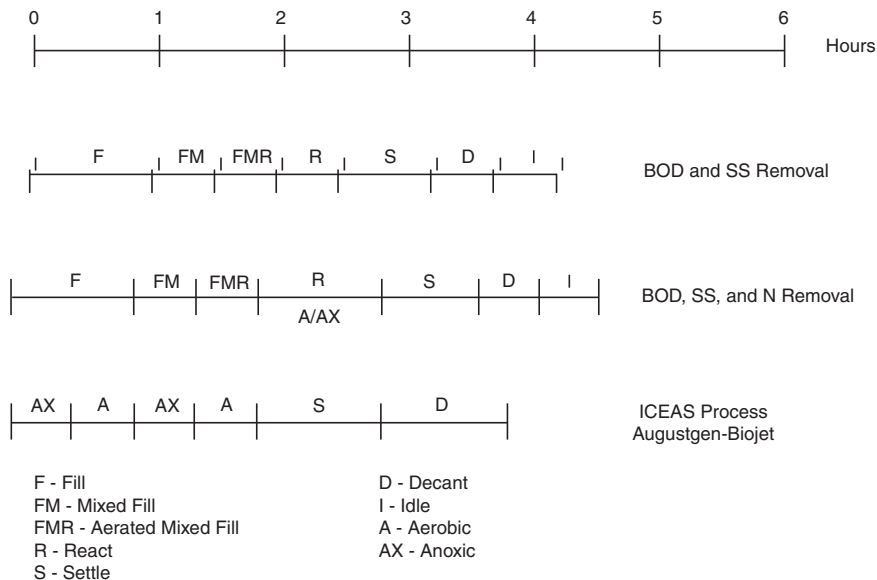 0 1 2 3 4 5 6
Hours
F FM FMR R S D I
BOD and SS Removal
F FM FMR R S D I
A/AX
BOD, SS, and N Removal
AX A AX A S D
ICEAS Process
Augustgen-Biojet
F - Fill
FM - Mixed Fill
FMR - Aerated Mixed Fill
R - React
S - Settle
D - Decant
I - Idle
A - Aerobic
AX - Anoxic